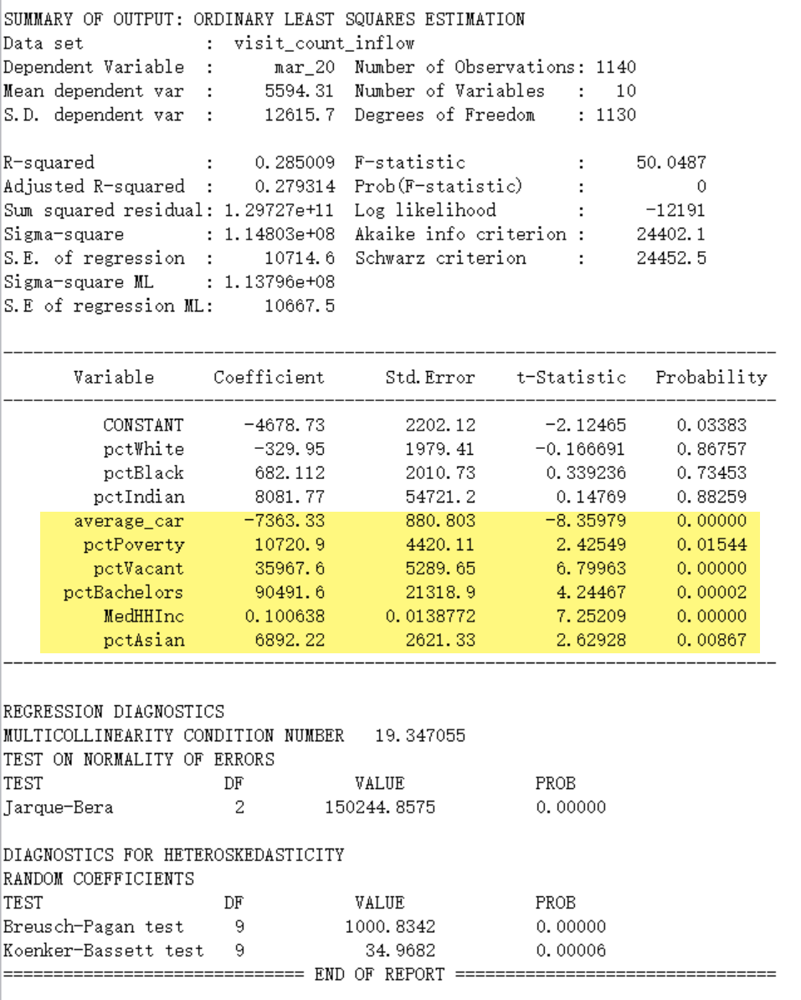 SUMMARY OF OUTPUT: ORDINARY LEAST SQUARES ESTIMATION
Data set : visit_count_inflow
Dependent Variable : mar_20 Number of Observations: 1140
Mean dependent var : 5594.31 Number of Variables : 10
S.D. dependent var : 12615.7 Degrees of Freedom : 1130
R-squared : 0.285009 F-statistic : 50.0487
Adjusted R-squared : 0.279314 Prob(F-statistic) : 0
Sum squared residual: 1.29727e+11 Log likelihood : -12191
Sigma-square : 1.14803e+08 Akaike info criterion : 24402.1
S.E. of regression : 10714.6 Schwarz criterion : 24452.5
Sigma-square ML : 1.13796e+08
S.E of regression ML: 10667.5
-----------------------------------------------------------------------------
Variable Coefficient Std.Error t-Statistic Probability
-----------------------------------------------------------------------------
CONSTANT -4678.73 2202.12 -2.12465 0.03383
pctWhite -329.95 1979.41 -0.166691 0.86757
pctBlack 682.112 2010.73 0.339236 0.73453
pctIndian 8081.77 54721.2 0.14769 0.88259
average_car -7363.33 880.803 -8.35979 0.00000
pctPoverty 10720.9 4420.11 2.42549 0.01544
pctVacant 35967.6 5289.65 6.79963 0.00000
pctBachelors 90491.6 21318.9 4.24467 0.00002
MedHHInc 0.100638 0.0138772 7.25209 0.00000
pctAsian 6892.22 2621.33 2.62928 0.00867
-----------------------------------------------------------------------------
REGRESSION DIAGNOSTICS
MULTICOLLINEARITY CONDITION NUMBER 19.347055
TEST ON NORMALITY OF ERRORS
TEST DF VALUE PROB
Jarque-Bera 2 150244.8575 0.00000
DIAGNOSTICS FOR HETEROSKEDASTICITY
RANDOM COEFFICIENTS
TEST DF VALUE PROB
Breusch-Pagan test 9 1000.8342 0.00000
Koenker-Bassett test 9 34.9682 0.00006
============================== END OF REPORT ================================